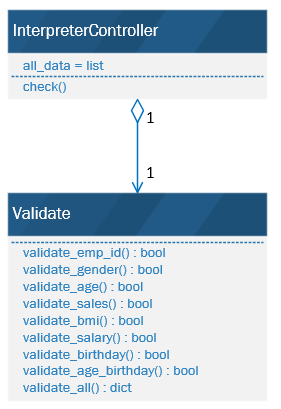 InterpreterController
all_data = list
check()
1
1
Validate
validate_emp_id() : bool
validate_gender() : bool
validate_age() : bool
validate_sales() : bool
validate_bmi() : bool
validate_salary() : bool
validate_birthday() : bool
validate_age_birthday() : bool
validate_all() : dict